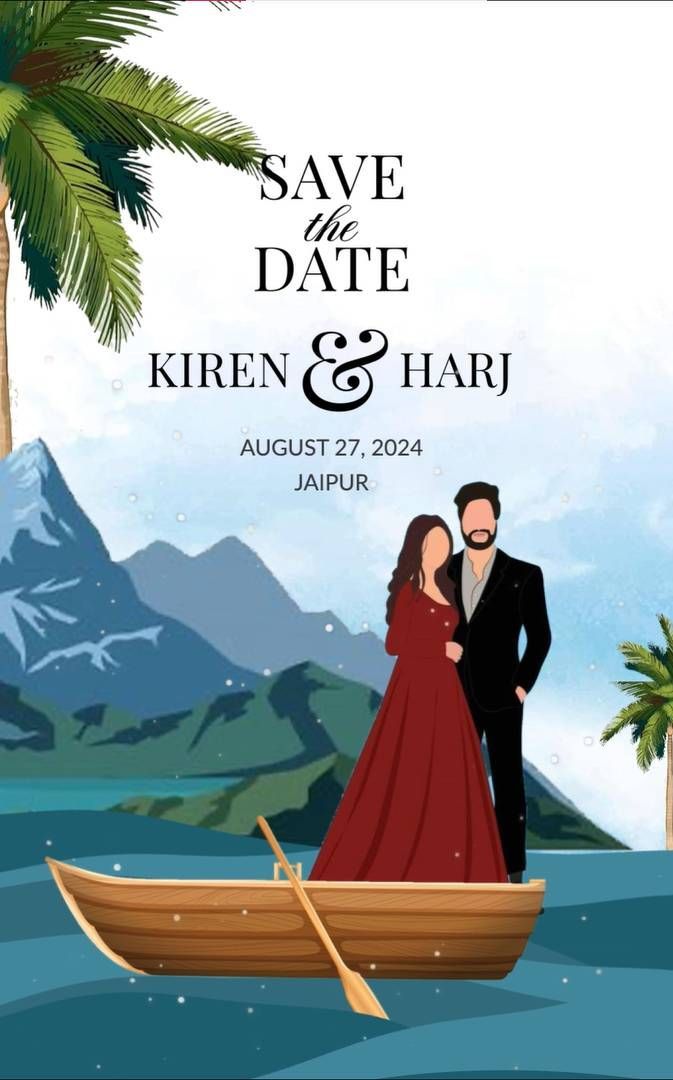 SAVE
the
DATE
KIREN & HARJ
AUGUST 27, 2024
JAIPUR